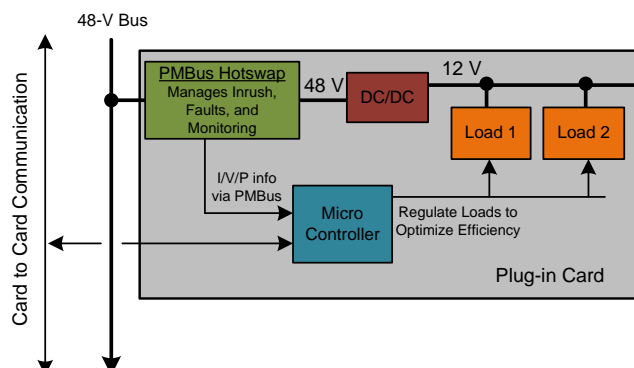 48-V Bus
PMBus Hotswap
Manages Inrush,
Faults, and
Monitoring
48 V
DC/DC
12 V
Load 1
Load 2
I/V/P info
via PMBus
Micro
Controller
Regulate Loads to
Optimize Efficiency
Plug-in Card
Card to Card Communication